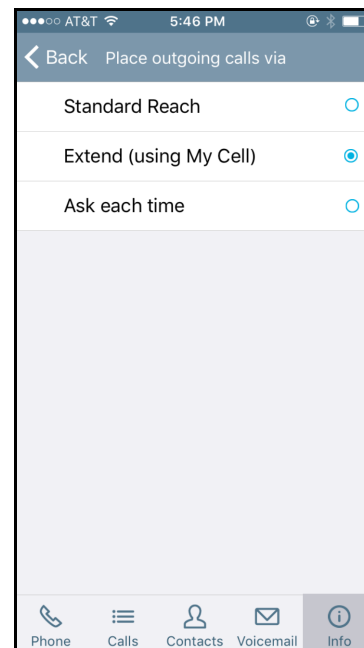 AT&T 5:46 PM
Back Place outgoing calls via
Standard Reach
Extend (using My Cell)
Ask each time
Phone Calls Contacts Voicemail Info